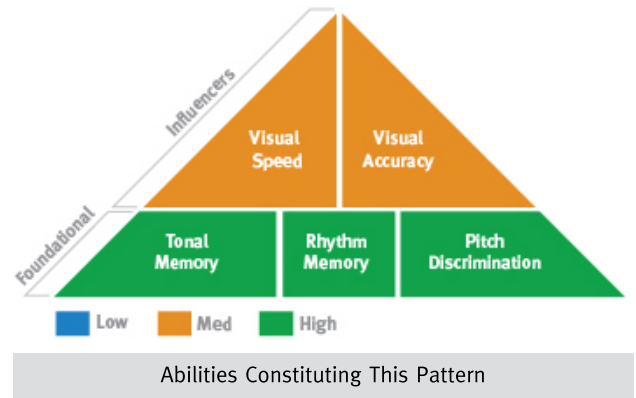 Influencers
Visual
Speed
Visual
Accuracy
Foundational
Tonal
Memory
Rhythm
Memory
Pitch
Discrimination
Low
Med
High
Abilities Constituting This Pattern